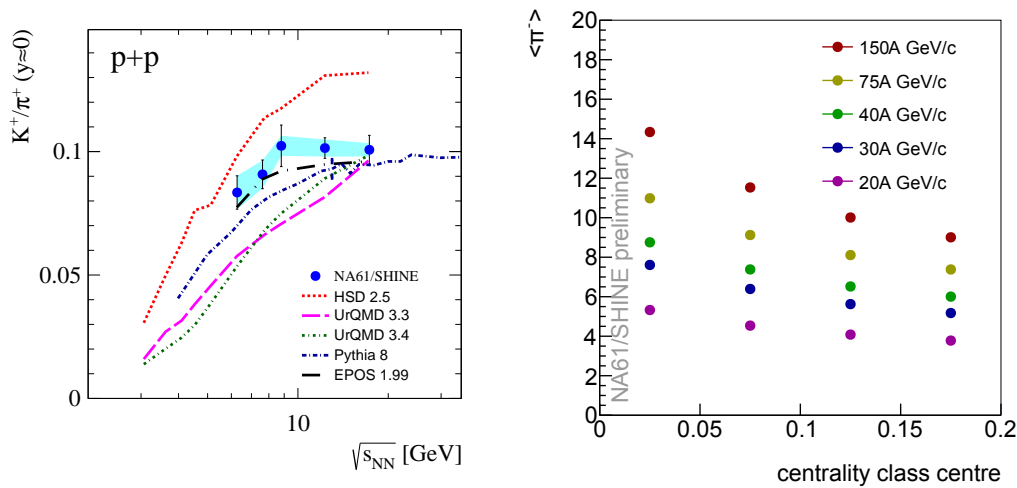 p+p
K⁺/π⁺ (y≈0)
0.1
0.05
0
NA61/SHINE
HSD 2.5
UrQMD 3.3
UrQMD 3.4
Pythia 8
EPOS 1.99
10
√s_NN [GeV]
<π⁻>
20
18
16
14
12
10
8
6
4
2
0
150A GeV/c
75A GeV/c
40A GeV/c
30A GeV/c
20A GeV/c
NA61/SHINE preliminary
0 0.05 0.1 0.15 0.2
centrality class centre